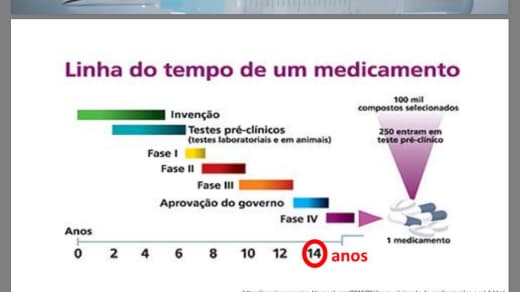 Linha do tempo de um medicamento
100 mil
compostos selecionados
Invenção
Testes pré-clínicos
(testes laboratoriais e em animais)
250 entram em
teste pré-clínico
Fase I
Fase II
Fase III
Aprovação do governo
Fase IV
1 medicamento
Anos
0 2 4 6 8 10 12 14 anos